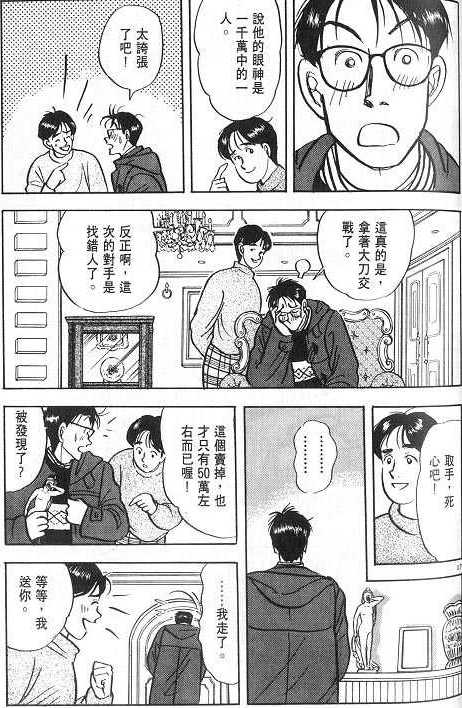 說他的眼神是
一千萬中的一
人。
太誇張
了吧！
這真的是，
拿著大刀交
戰了。
反正啊，這
次的對手是
找錯人了。
取手，死
心吧！
………
………
這個賣掉，也
才只有50萬左
右而已喔！
被發現了？
……我走了。
等等，我
送你。